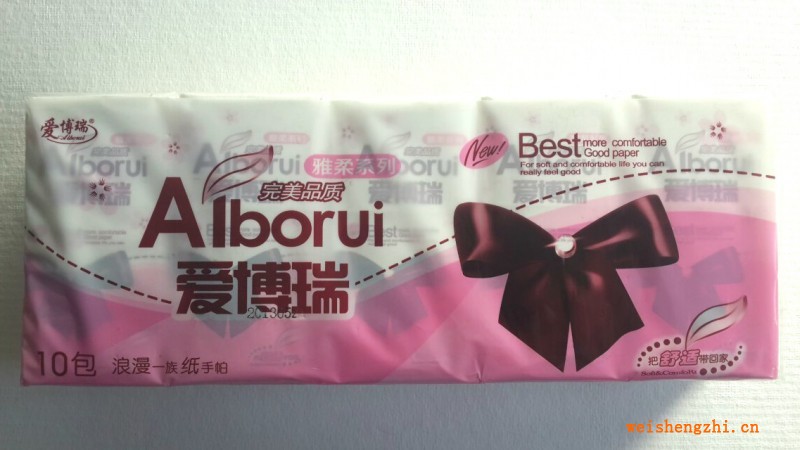 爱博瑞®
Alborui
雅柔系列
完美品质
Alborui
爱博瑞
New!
Best more comfortable
Good paper
For soft and comfortable life you can
really feel good
10包 浪漫一族纸手帕
把舒适带回家
weishengzhi.cn